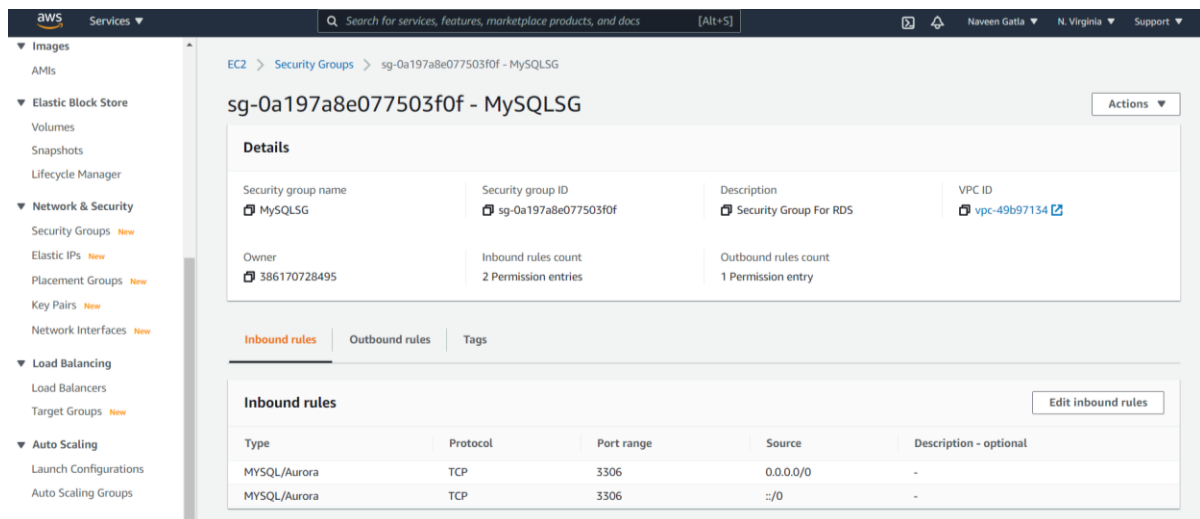 aws Services ▼ Search for services, features, marketplace products, and docs [Alt+S] Naveen Gatla ▼ N. Virginia ▼ Support ▼
▼ Images
AMIs
▼ Elastic Block Store
Volumes
Snapshots
Lifecycle Manager
▼ Network & Security
Security Groups New
Elastic IPs New
Placement Groups New
Key Pairs New
Network Interfaces New
▼ Load Balancing
Load Balancers
Target Groups New
▼ Auto Scaling
Launch Configurations
Auto Scaling Groups
EC2 > Security Groups > sg-0a197a8e077503f0f - MySQLSG
sg-0a197a8e077503f0f - MySQLSG Actions ▼
Details
Security group name Security group ID Description VPC ID
MySQLSG sg-0a197a8e077503f0f Security Group For RDS vpc-49b97134
Owner Inbound rules count Outbound rules count
386170728495 2 Permission entries 1 Permission entry
Inbound rules Outbound rules Tags
Inbound rules Edit inbound rules
Type Protocol Port range Source Description - optional
MYSQL/Aurora TCP 3306 0.0.0.0/0 -
MYSQL/Aurora TCP 3306 ::/0 -